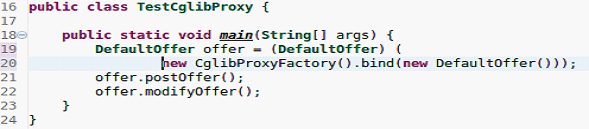 16 public class TestCglibProxy {
17
18 public static void main(String[] args) {
19 DefaultOffer offer = (DefaultOffer) (
20 new CglibProxyFactory().bind(new DefaultOffer()));
21 offer.postOffer();
22 offer.modifyOffer();
23 }
24 }